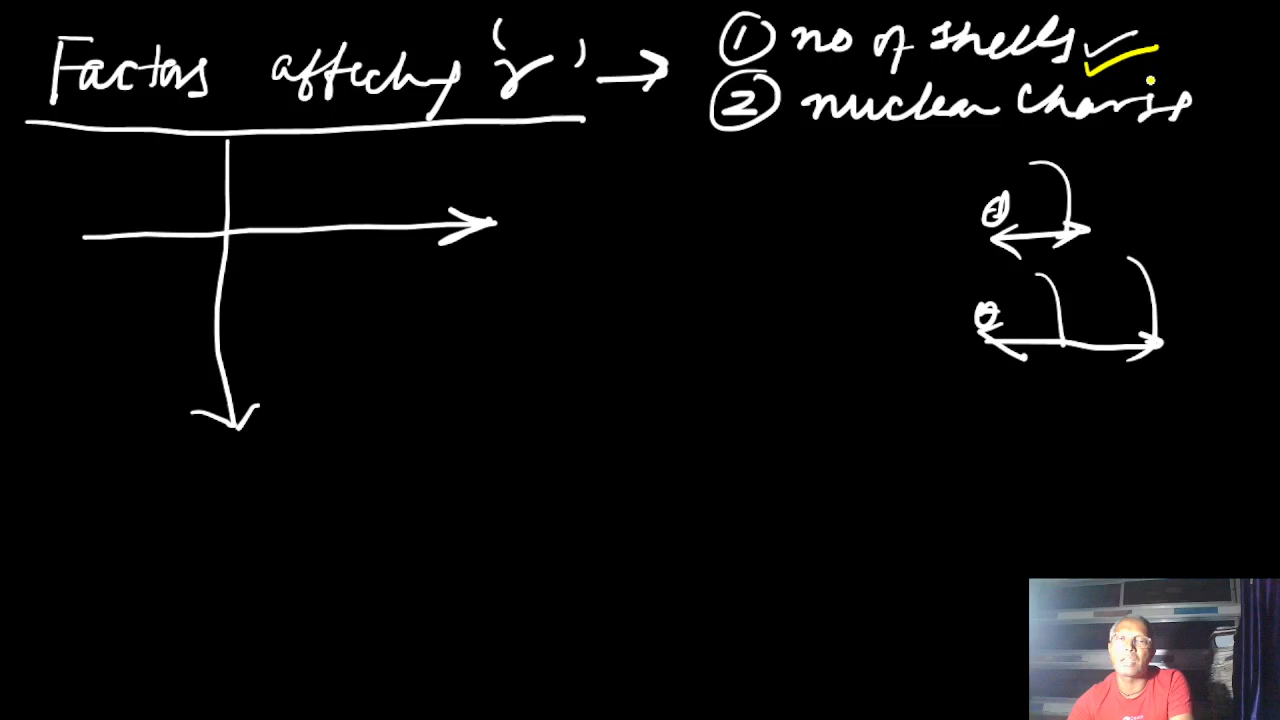 Factors affecting 'r' →
① no of shells ✓
② nuclear charge